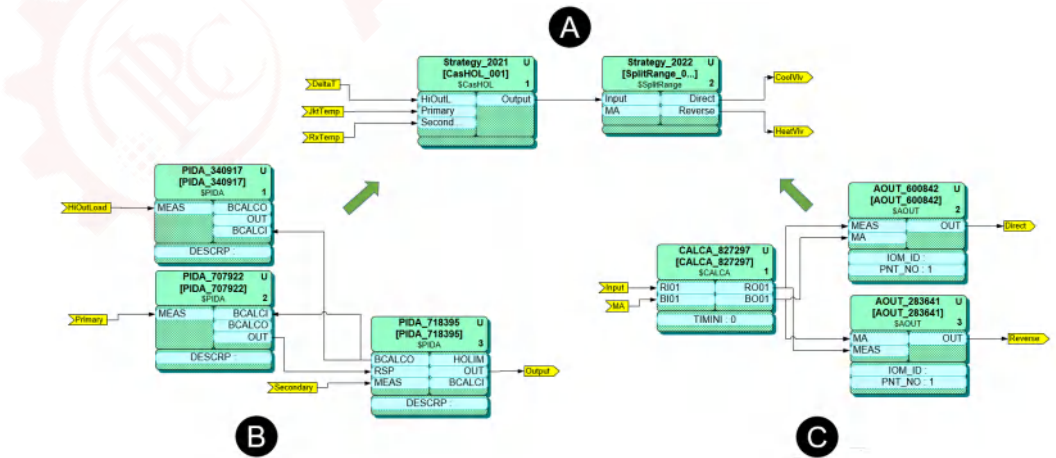 A
Strategy_2021 U
[CasHOL_001]
$CasHOL 1
HiOutL Output
Primary
Second
DeltaT
JktTemp
RxTemp
Strategy_2022 U
[SplitRange_0...]
$SplitRange 2
Input Direct
MA Reverse
CoolVlv
HeatVlv
PIDA_340917 U
[PIDA_340917]
$PIDA 1
MEAS BCALCO
OUT
BCALCI
DESCRP :
HiOutLoad
PIDA_707922 U
[PIDA_707922]
$PIDA 2
MEAS BCALCI
BCALCO
OUT
DESCRP :
Primary
PIDA_718395 U
[PIDA_718395]
$PIDA 3
BCALCO HOLIM
RSP OUT
MEAS BCALCI
DESCRP :
Secondary
Output
B
CALCA_827297 U
[CALCA_827297]
$CALCA 1
RI01 RO01
BI01 BO01
TIMINI : 0
Input
MA
AOUT_600842 U
[AOUT_600842]
$AOUT 2
MEAS OUT
MA
IOM_ID :
PNT_NO : 1
Direct
AOUT_283641 U
[AOUT_283641]
$AOUT 3
MA OUT
MEAS
IOM_ID :
PNT_NO : 1
Reverse
C